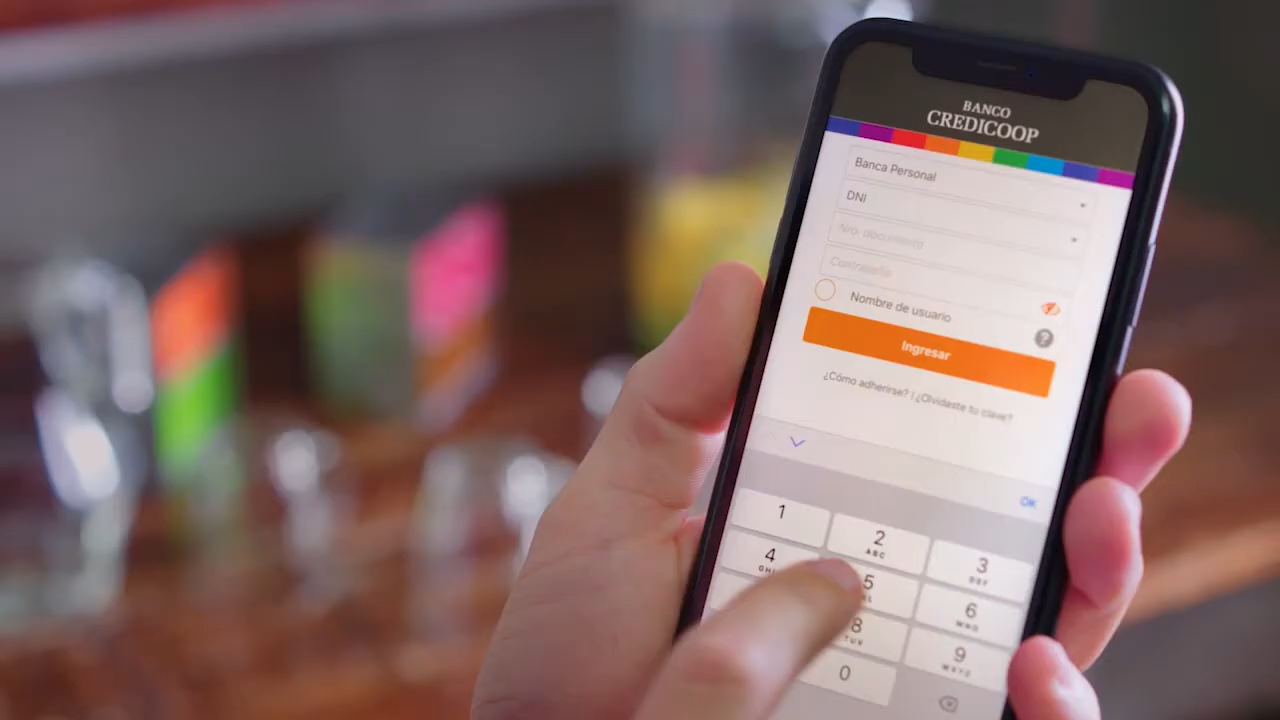 BANCO
CREDICOOP
Banca Personal
DNI
Nro. documento
Contraseña
Nombre de usuario
?
Ingresar
¿Cómo adherirse? | ¿Olvidaste tu clave?
OK
1
2
ABC
3
DEF
4
GHI
5
6
MNO
8
TUV
9
WXYZ
0